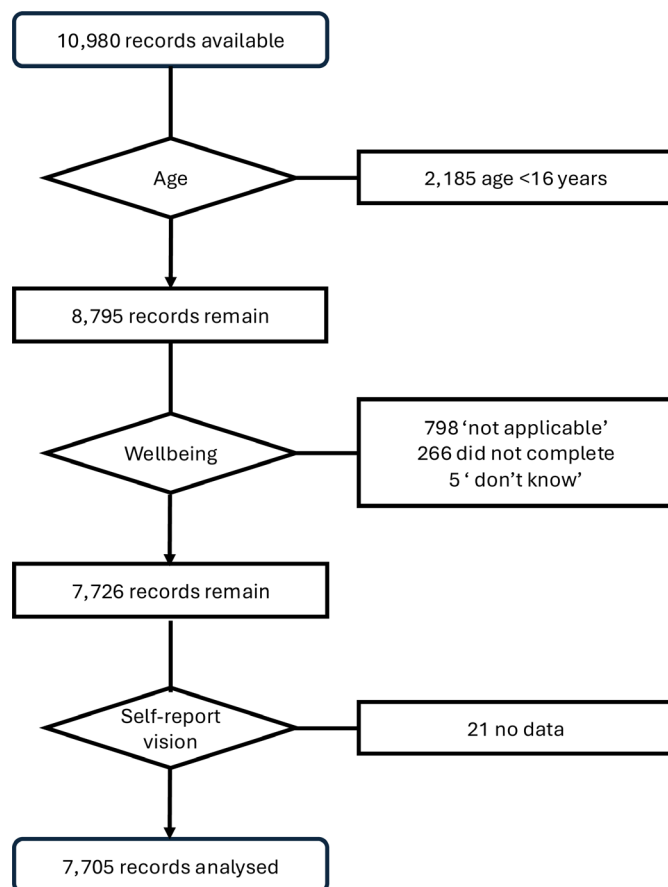 10,980 records available
Age
2,185 age <16 years
8,795 records remain
Wellbeing
798 ‘not applicable’
266 did not complete
5 ‘ don’t know’
7,726 records remain
Self-report
vision
21 no data
7,705 records analysed